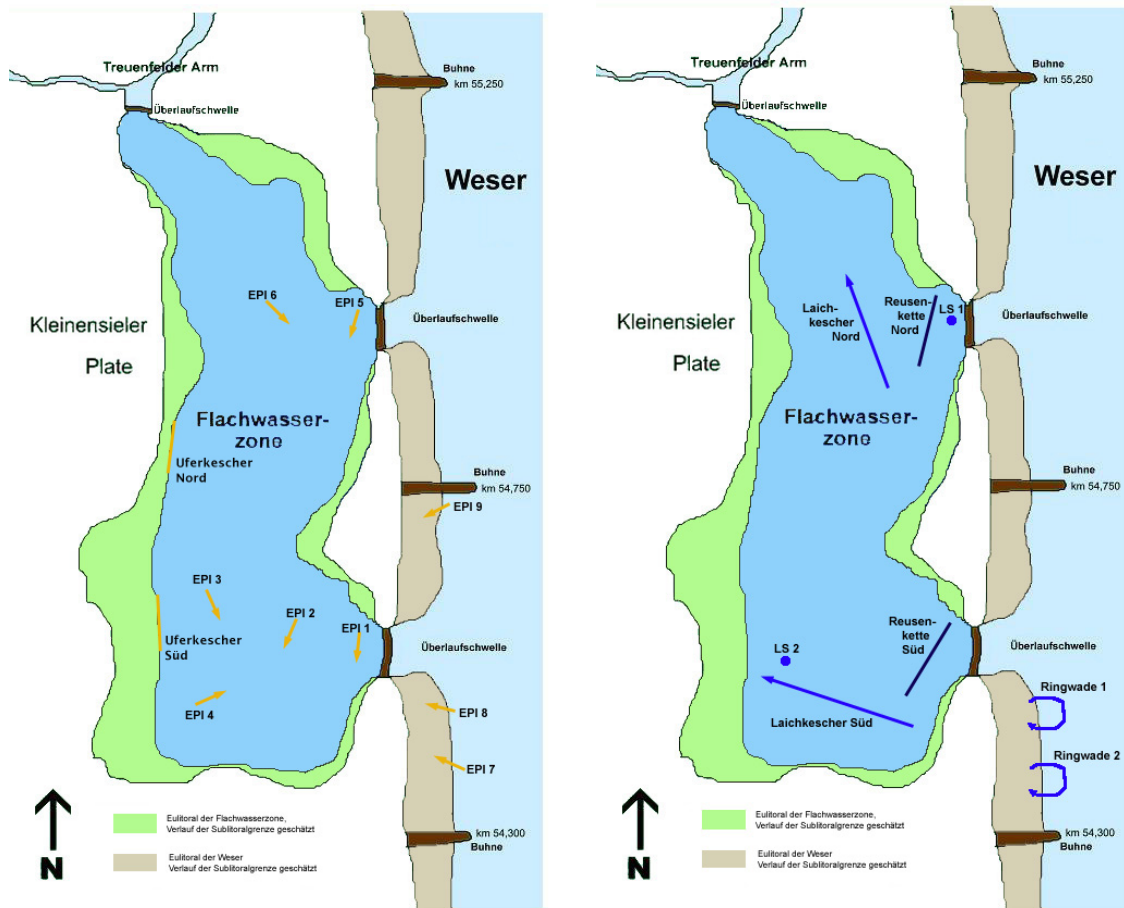 Treuenfelder Arm
Überlaufschwelle
Buhne
km 55,250
Weser
EPI 6
EPI 5
Kleinensieler
Plate
Überlaufschwelle
Flachwasser-
zone
Uferkescher
Nord
Buhne
km 54,750
EPI 9
EPI 3
EPI 2
EPI 1
Uferkescher
Süd
Überlaufschwelle
EPI 4
EPI 8
EPI 7
N
Eulitoral der Flachwasserzone,
Verlauf der Sublitoralgrenze geschätzt
Eulitoral der Weser
Verlauf der Sublitoralgrenze geschätzt
km 54,300
Buhne
Treuenfelder Arm
Überlaufschwelle
Buhne
km 55,250
Weser
Laich-
kescher
Nord
Reusen-
kette
Nord
LS 1
Kleinensieler
Plate
Überlaufschwelle
Flachwasser-
zone
Buhne
km 54,750
Reusen-
kette
Süd
LS 2
Überlaufschwelle
Ringwade 1
Laichkescher Süd
Ringwade 2
N
Eulitoral der Flachwasserzone,
Verlauf der Sublitoralgrenze geschätzt
Eulitoral der Weser
Verlauf der Sublitoralgrenze geschätzt
km 54,300
Buhne